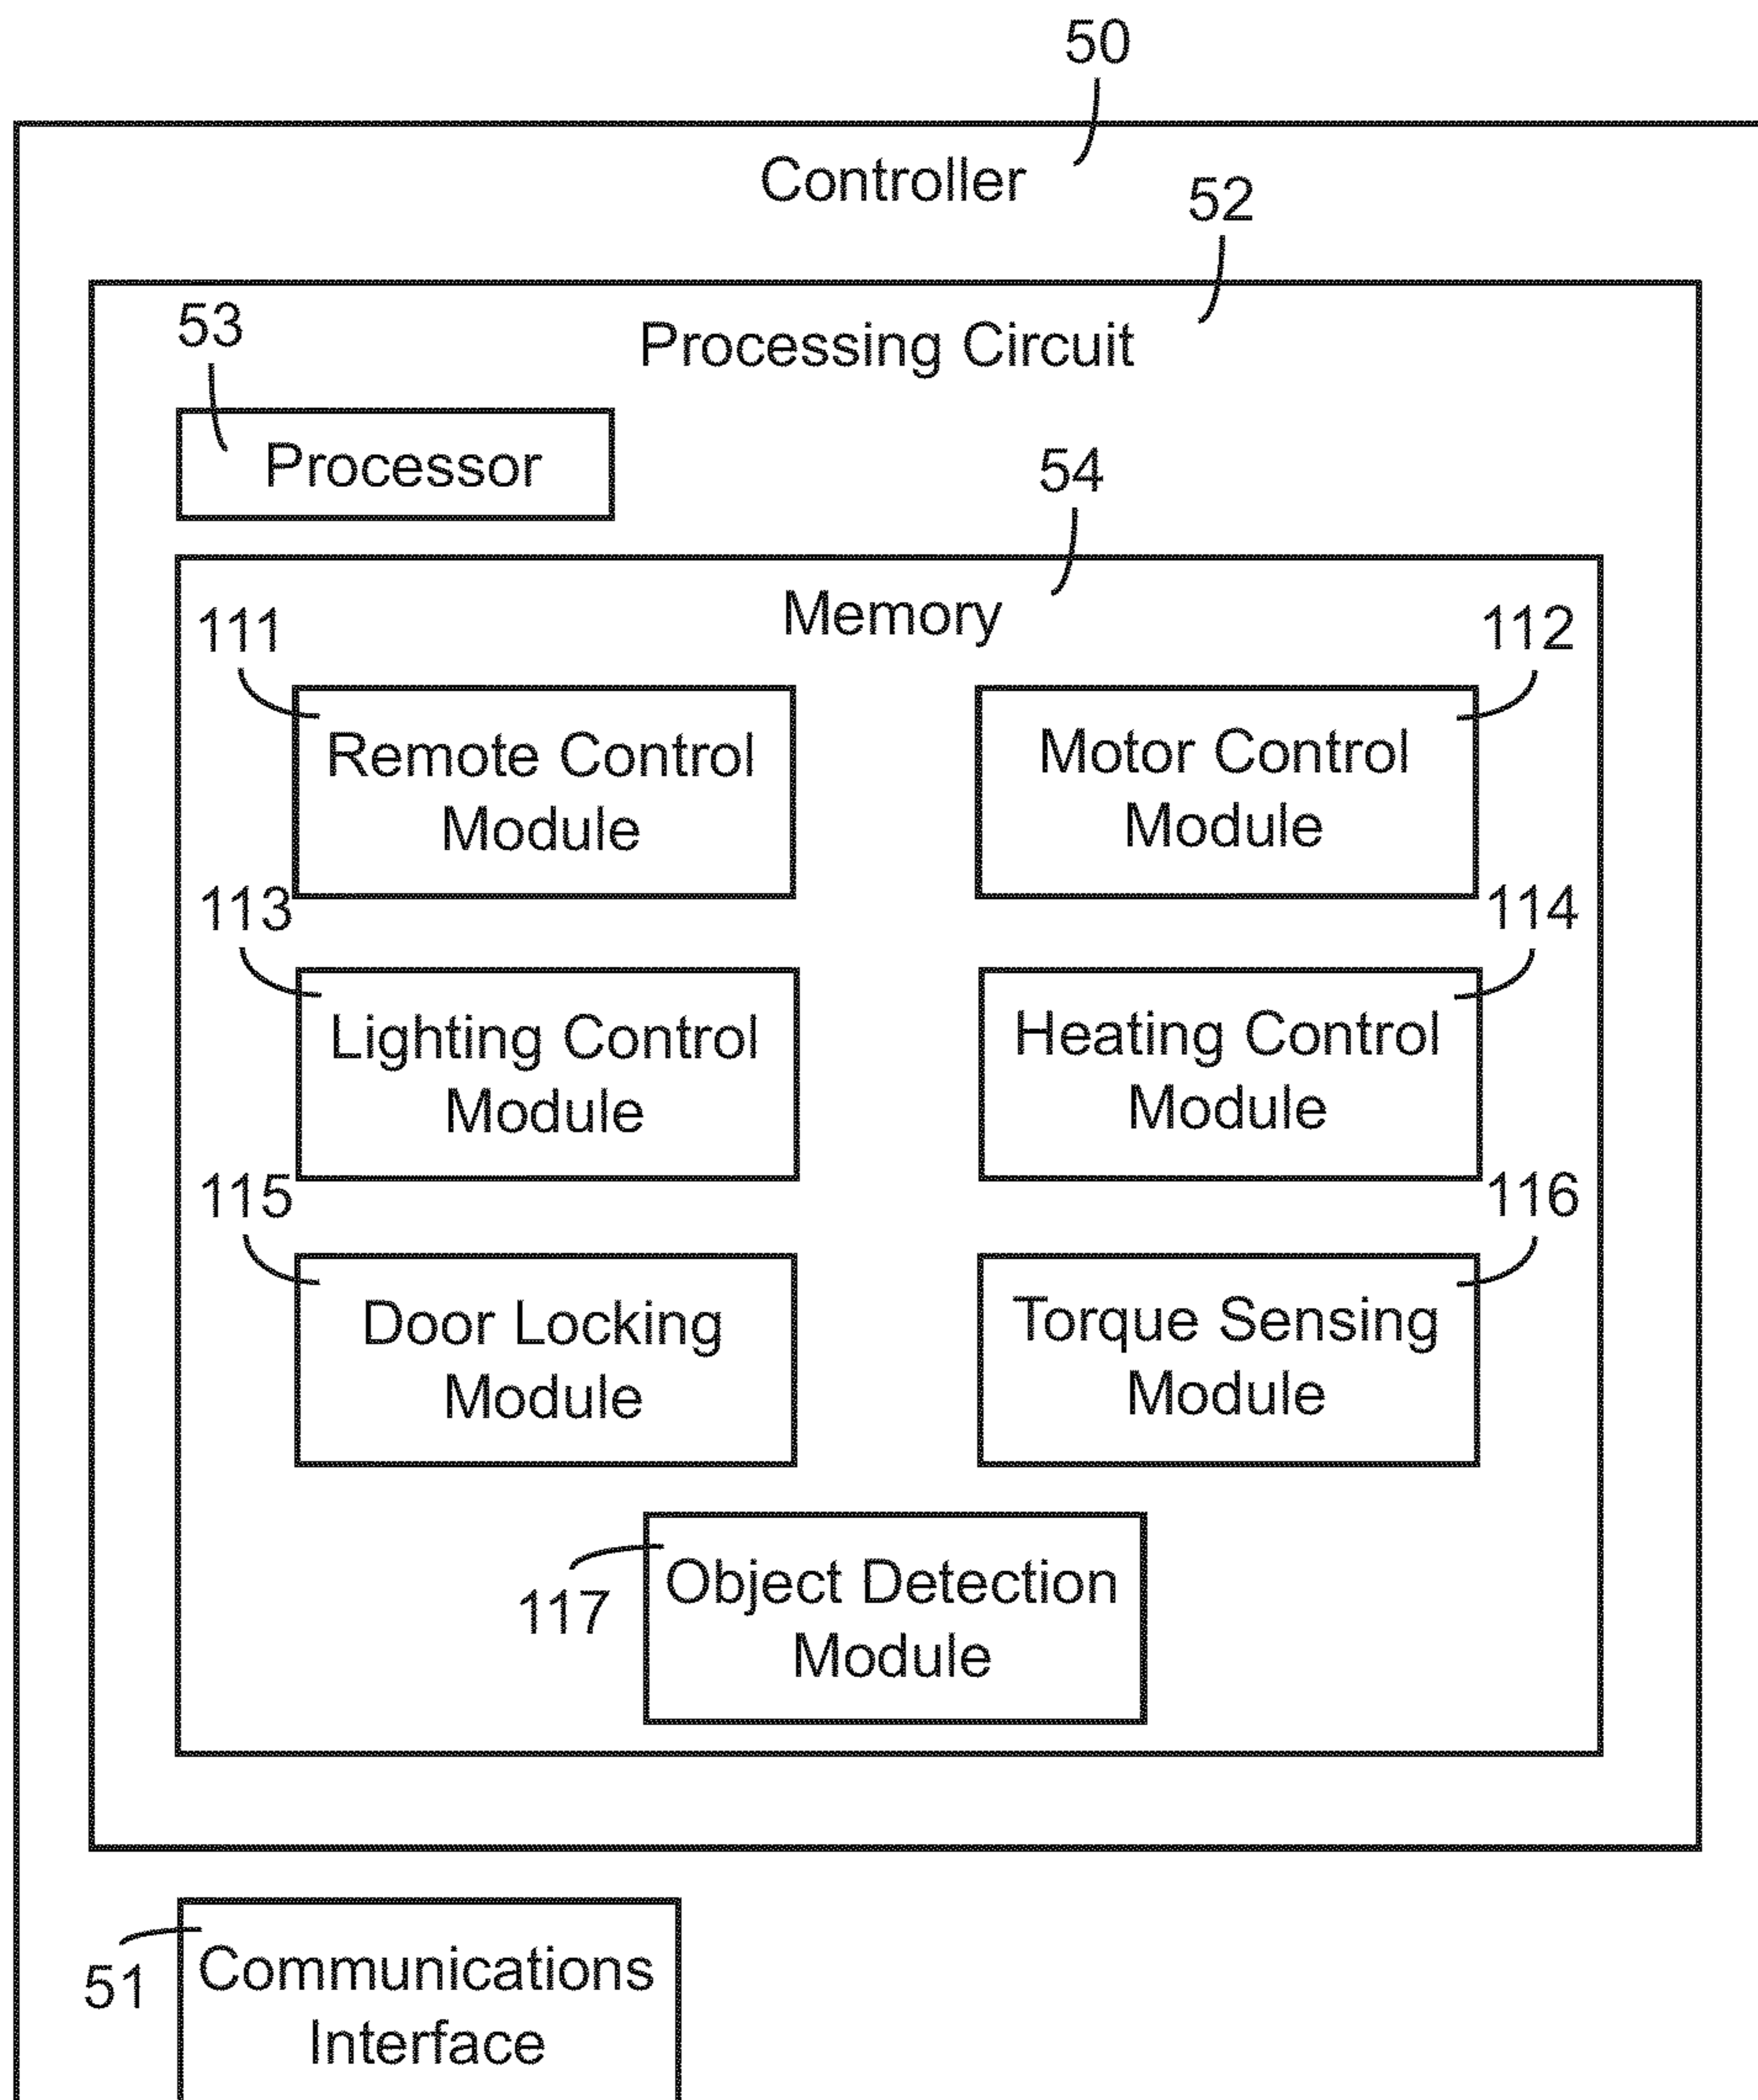 50
Controller
52
Processing Circuit
53
Processor
54
Memory
111
112
Remote Control
Module
Motor Control
Module
113
114
Lighting Control
Module
Heating Control
Module
115
116
Door Locking
Module
Torque Sensing
Module
117
Object Detection
Module
51
Communications
Interface